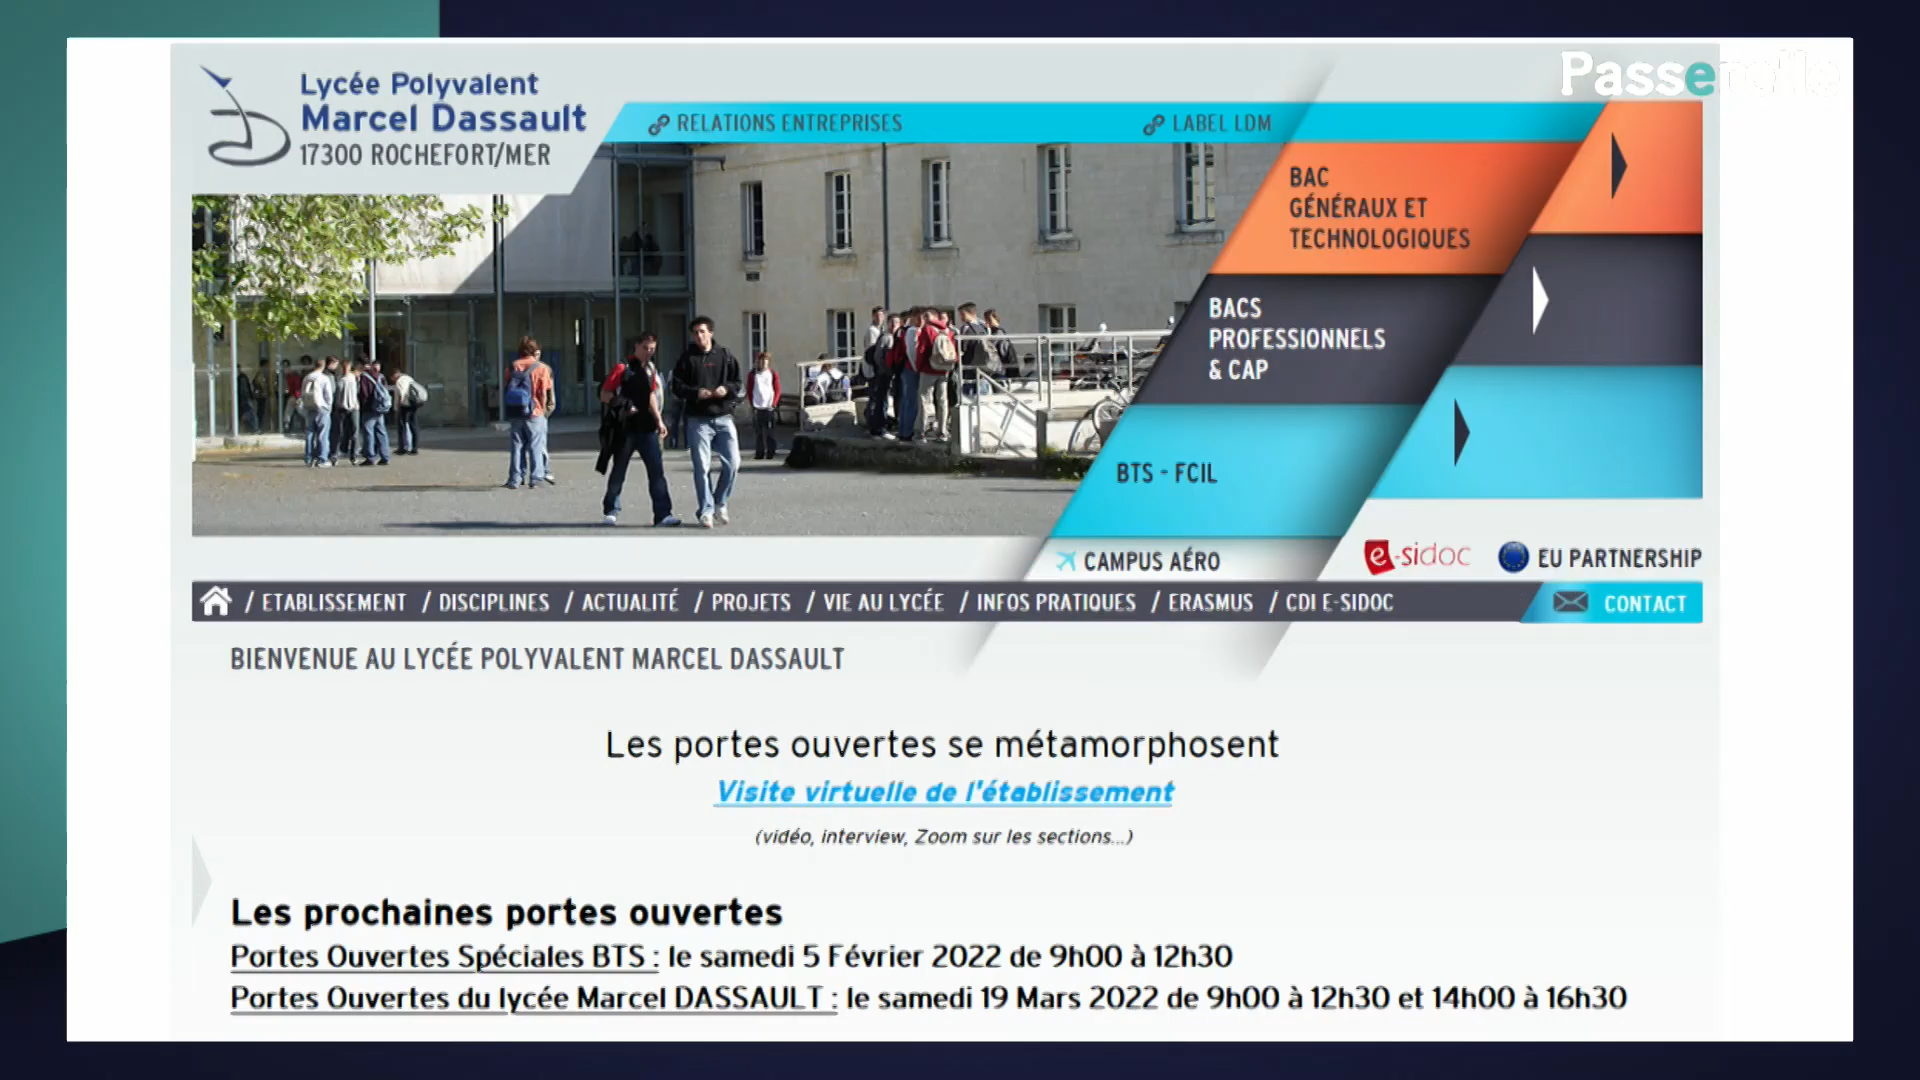 Passerelle
Lycée Polyvalent
Marcel Dassault
17300 ROCHEFORT/MER
RELATIONS ENTREPRISES
LABEL LDM
BAC
GÉNÉRAUX ET
TECHNOLOGIQUES
BACS
PROFESSIONNELS
& CAP
BTS - FCIL
CAMPUS AÉRO
e-sidoc
EU PARTNERSHIP
/ ETABLISSEMENT / DISCIPLINES / ACTUALITÉ / PROJETS / VIE AU LYCÉE / INFOS PRATIQUES / ERASMUS / CDI E-SIDOC
CONTACT
BIENVENUE AU LYCÉE POLYVALENT MARCEL DASSAULT
Les portes ouvertes se métamorphosent
Visite virtuelle de l'établissement
(vidéo, interview, Zoom sur les sections...)
Les prochaines portes ouvertes
Portes Ouvertes Spéciales BTS : le samedi 5 Février 2022 de 9h00 à 12h30
Portes Ouvertes du lycée Marcel DASSAULT : le samedi 19 Mars 2022 de 9h00 à 12h30 et 14h00 à 16h30